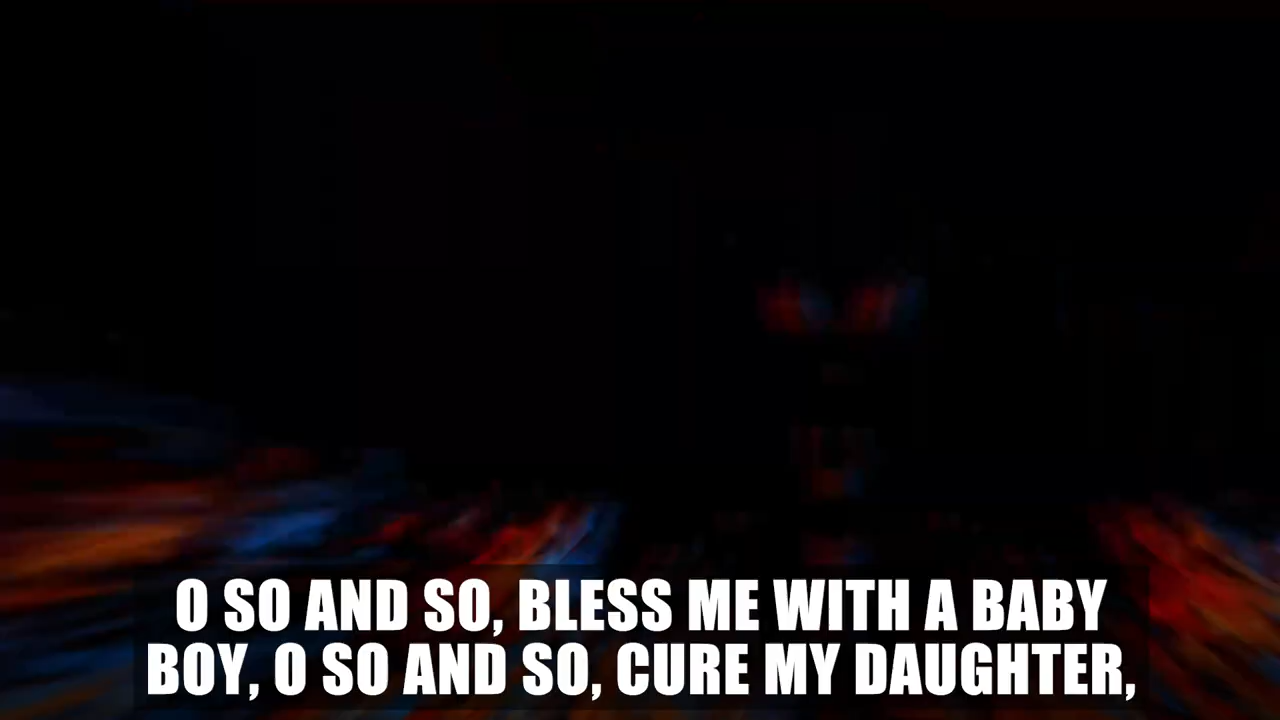 O SO AND SO, BLESS ME WITH A BABY
BOY, O SO AND SO, CURE MY DAUGHTER,